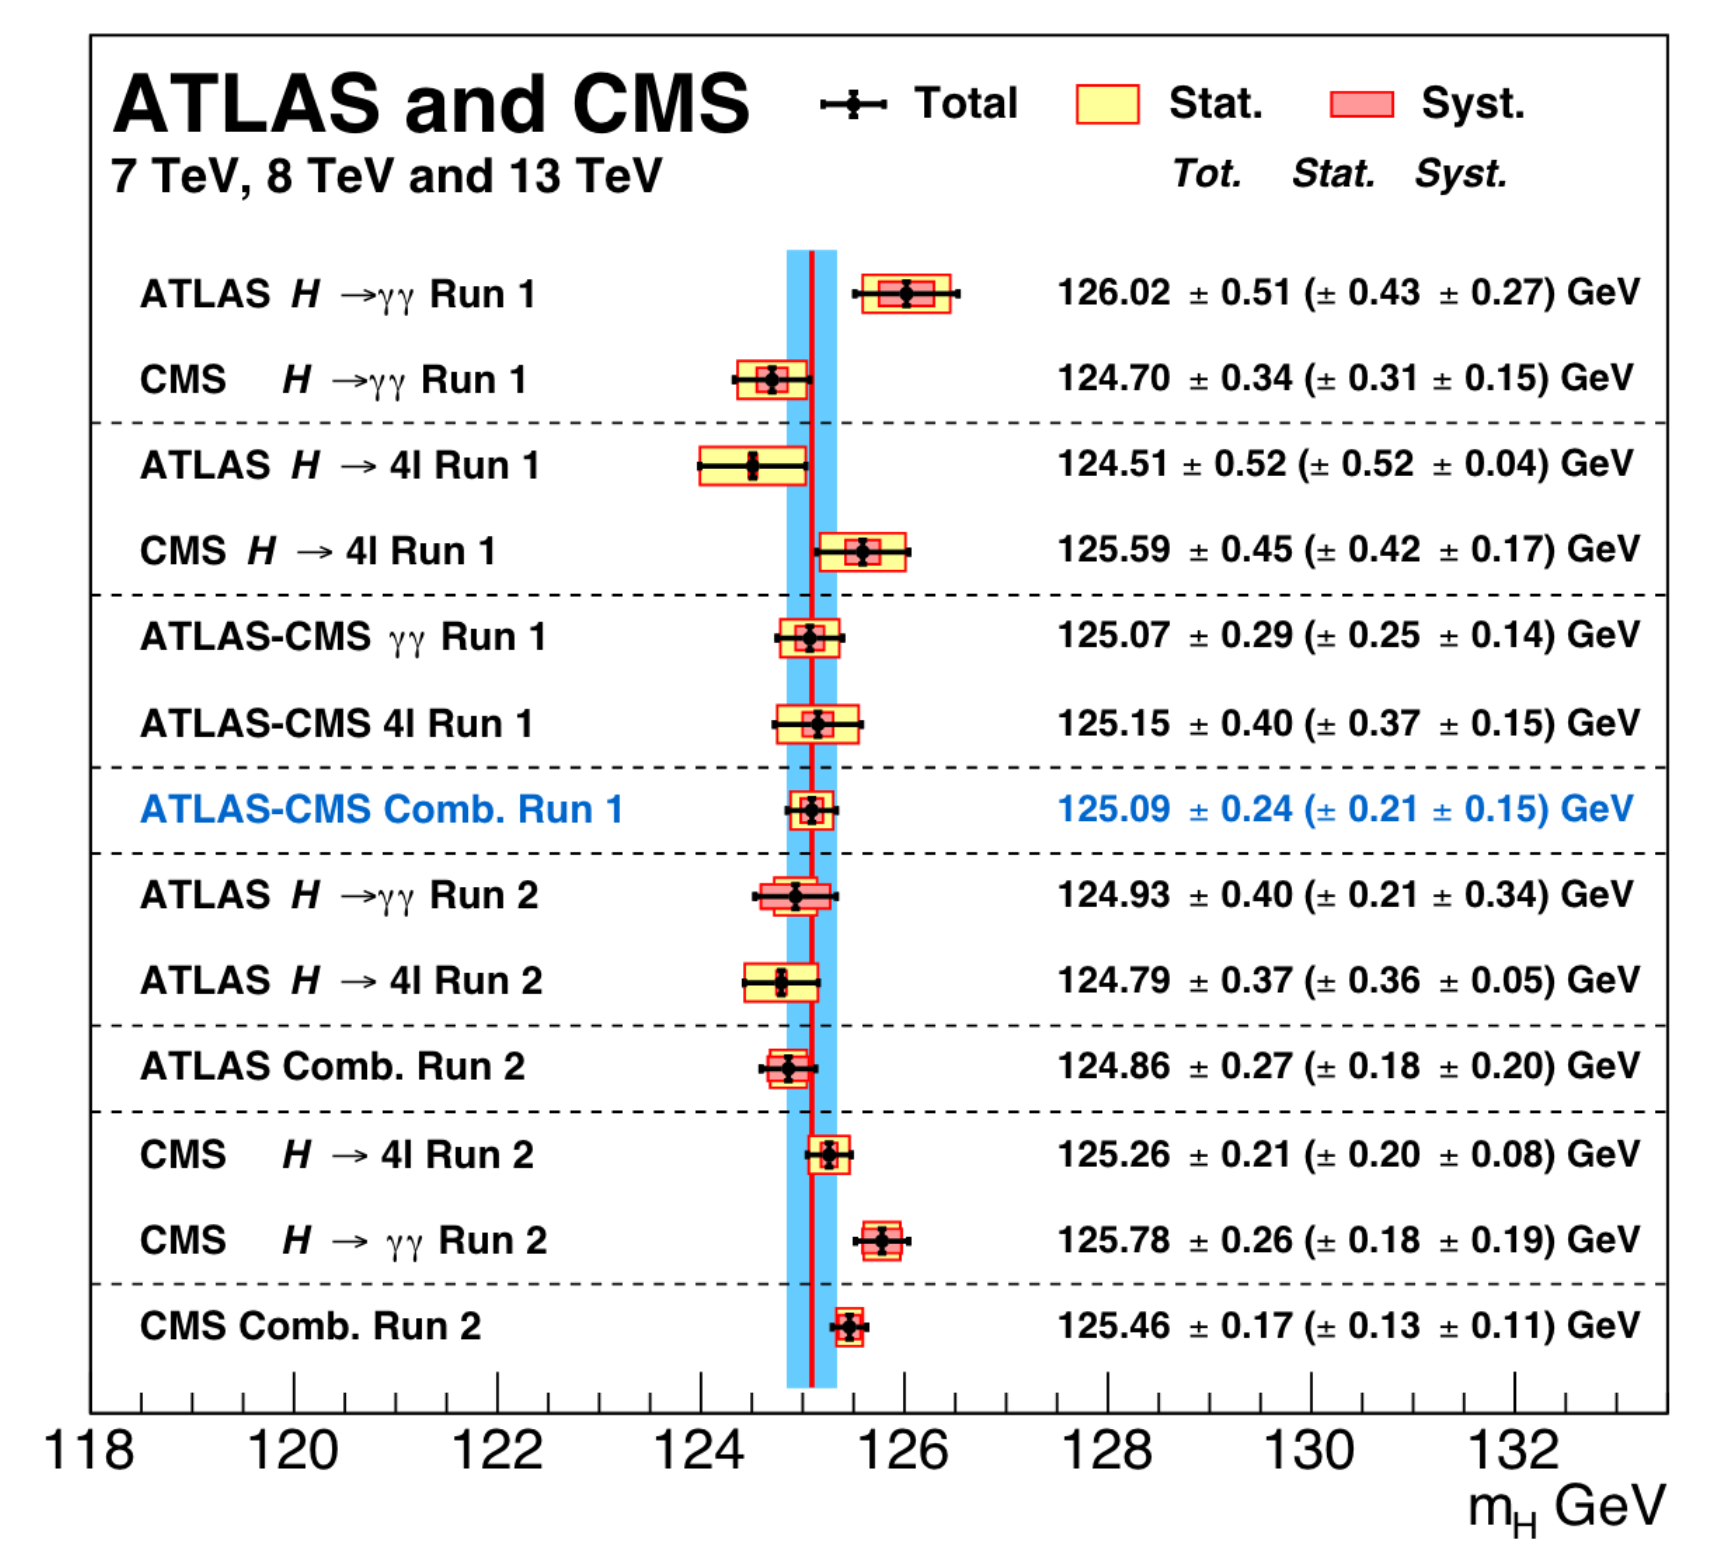 ATLAS and CMS Total Stat. Syst.
7 TeV, 8 TeV and 13 TeV Tot. Stat. Syst.
ATLAS H →γγ Run 1 126.02 ± 0.51 (± 0.43 ± 0.27) GeV
CMS H →γγ Run 1 124.70 ± 0.34 (± 0.31 ± 0.15) GeV
ATLAS H → 4l Run 1 124.51 ± 0.52 (± 0.52 ± 0.04) GeV
CMS H → 4l Run 1 125.59 ± 0.45 (± 0.42 ± 0.17) GeV
ATLAS-CMS γγ Run 1 125.07 ± 0.29 (± 0.25 ± 0.14) GeV
ATLAS-CMS 4l Run 1 125.15 ± 0.40 (± 0.37 ± 0.15) GeV
ATLAS-CMS Comb. Run 1 125.09 ± 0.24 (± 0.21 ± 0.15) GeV
ATLAS H →γγ Run 2 124.93 ± 0.40 (± 0.21 ± 0.34) GeV
ATLAS H → 4l Run 2 124.79 ± 0.37 (± 0.36 ± 0.05) GeV
ATLAS Comb. Run 2 124.86 ± 0.27 (± 0.18 ± 0.20) GeV
CMS H → 4l Run 2 125.26 ± 0.21 (± 0.20 ± 0.08) GeV
CMS H → γγ Run 2 125.78 ± 0.26 (± 0.18 ± 0.19) GeV
CMS Comb. Run 2 125.46 ± 0.17 (± 0.13 ± 0.11) GeV
118 120 122 124 126 128 130 132
m_H GeV